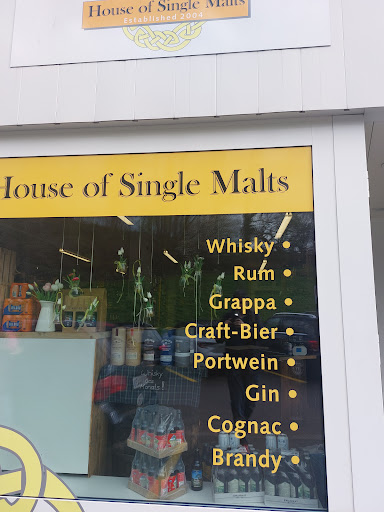 House of Single Malts
Established 2004
House of Single Malts
Whisky •
Rum •
Grappa •
Craft-Bier •
Portwein •
Gin •
Cognac •
Brandy •
Whisky